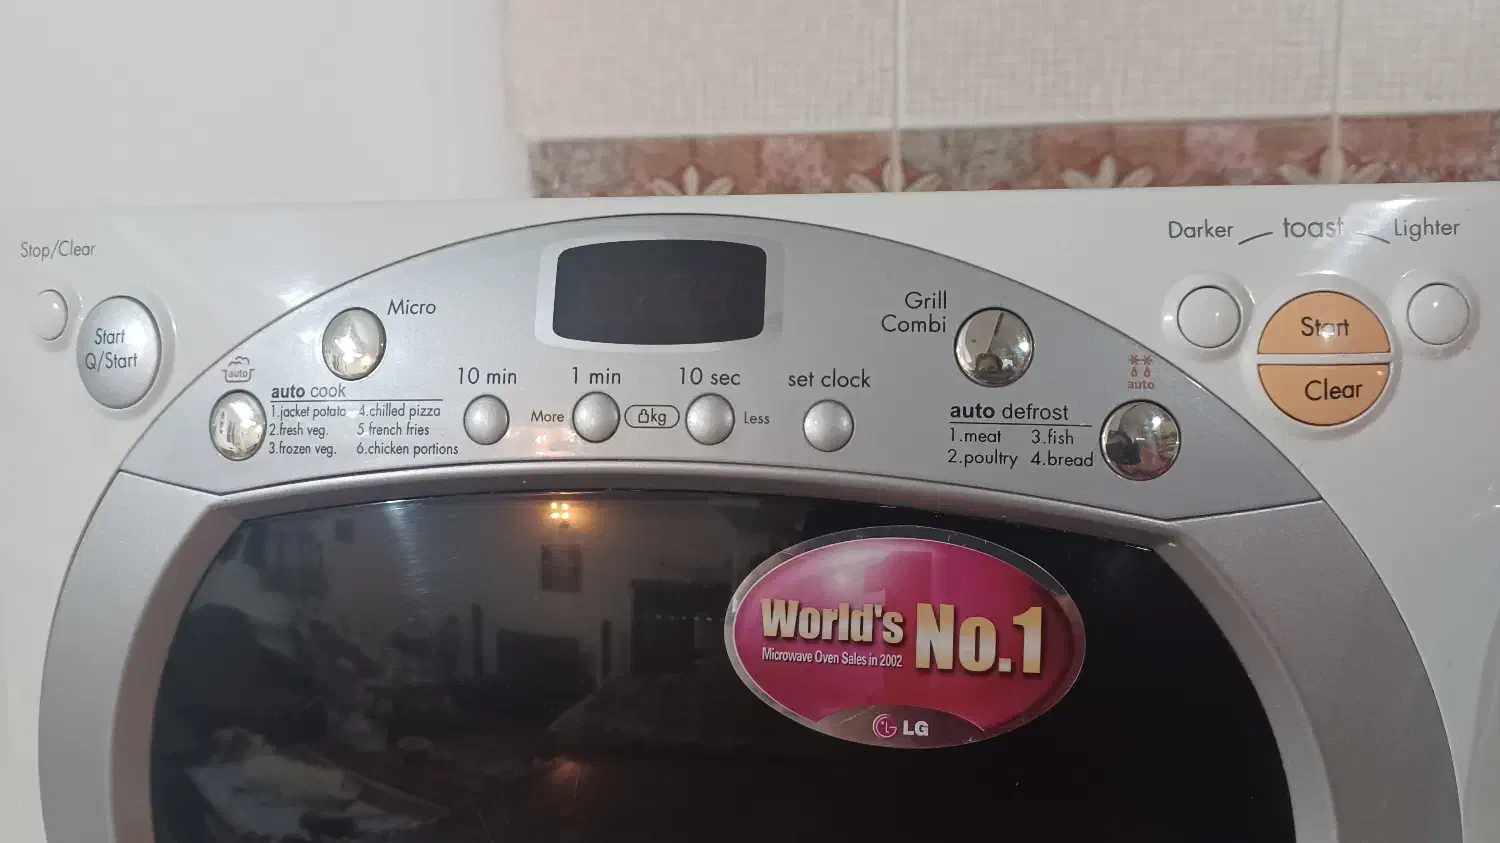 Stop/Clear
Start
Q/Start
Micro
auto
auto cook
1.jacket potato 4.chilled pizza
2.fresh veg. 5 french fries
3.frozen veg. 6.chicken portions
10 min
1 min
10 sec
set clock
More
kg
Less
Grill
Combi
auto
auto defrost
1.meat 3.fish
2.poultry 4.bread
Darker toast Lighter
Start
Clear
World's No.1
Microwave Oven Sales in 2002
LG